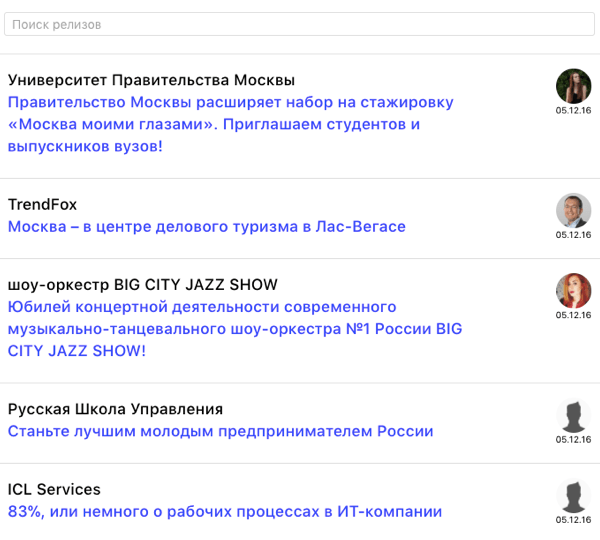 Поиск релизов
Университет Правительства Москвы
Правительство Москвы расширяет набор на стажировку
«Москва моими глазами». Приглашаем студентов и
выпускников вузов!
05.12.16
TrendFox
Москва – в центре делового туризма в Лас-Вегасе
05.12.16
шоу-оркестр BIG CITY JAZZ SHOW
Юбилей концертной деятельности современного
музыкально-танцевального шоу-оркестра №1 России BIG
CITY JAZZ SHOW!
05.12.16
Русская Школа Управления
Станьте лучшим молодым предпринимателем России
05.12.16
ICL Services
83%, или немного о рабочих процессах в ИТ-компании
05.12.16